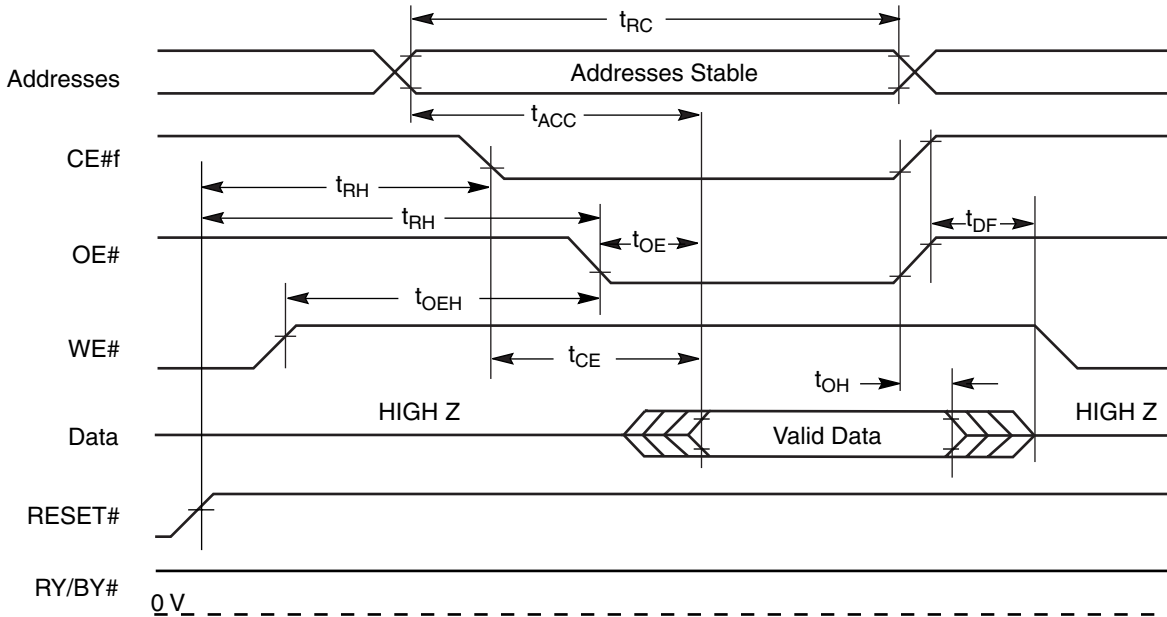 tRC
Addresses
Addresses Stable
tACC
CE#f
tRH
tRH
tDF
OE#
tOE
tOEH
WE#
tCE
tOH
HIGH Z
HIGH Z
Data
Valid Data
RESET#
RY/BY#
0 V